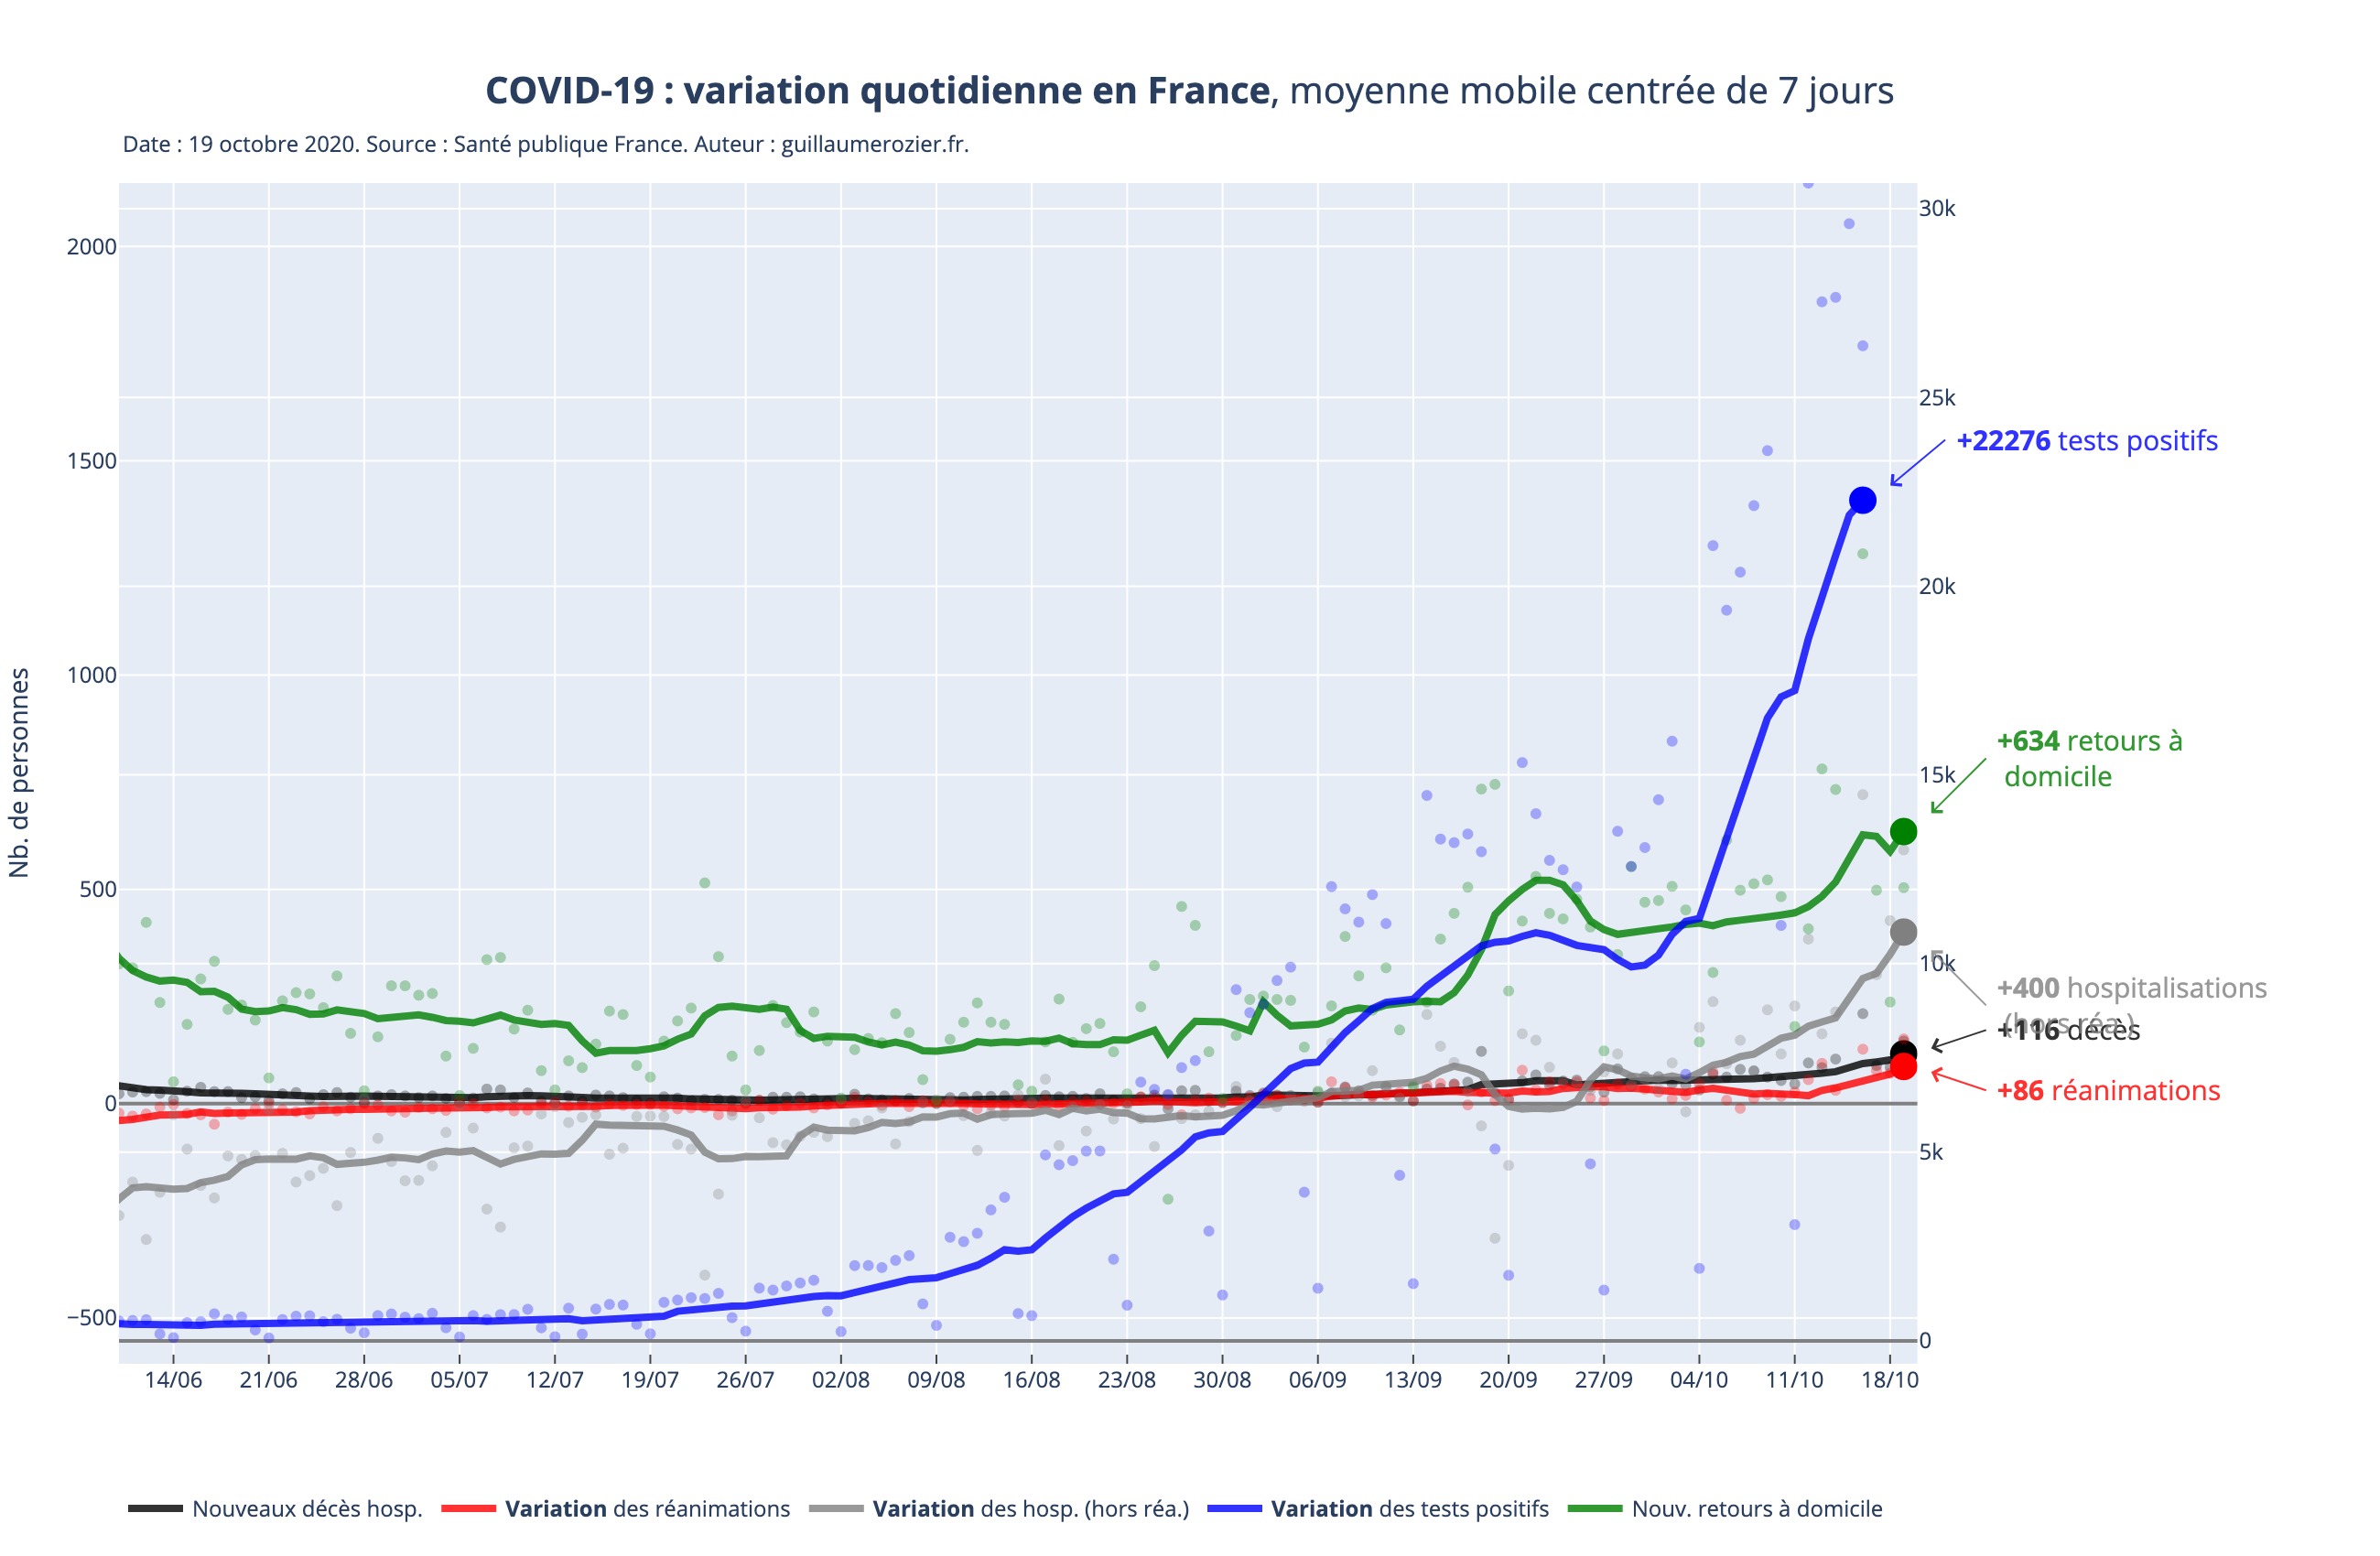 COVID-19 : variation quotidienne en France, moyenne mobile centrée de 7 jours
Date : 19 octobre 2020. Source : Santé publique France. Auteur : guillaumerozier.fr.
Nb. de personnes
2000
1500
1000
500
0
−500
30k
25k
20k
15k
10k
5k
0
+22276 tests positifs
+634 retours à
domicile
+400 hospitalisations
(hors réa.)
+116 décès
+86 réanimations
14/06 21/06 28/06 05/07 12/07 19/07 26/07 02/08 09/08 16/08 23/08 30/08 06/09 13/09 20/09 27/09 04/10 11/10 18/10
Nouveaux décès hosp. Variation des réanimations Variation des hosp. (hors réa.) Variation des tests positifs Nouv. retours à domicile